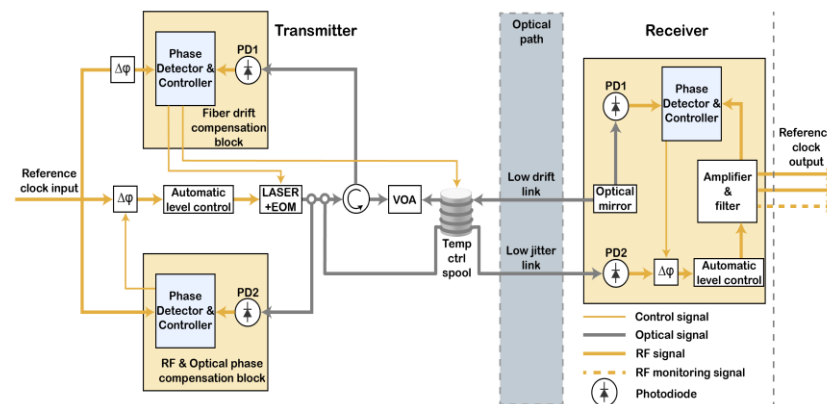 Transmitter
Optical
path
Receiver
Δφ
Phase
Detector &
Controller
PD1
Fiber drift
compensation
block
Reference
clock input
Δφ
Automatic
level control
LASER
+EOM
VOA
Temp
ctrl
spool
Phase
Detector &
Controller
PD2
RF & Optical phase
compensation block
Low drift
link
Low jitter
link
PD1
Phase
Detector &
Controller
Optical
mirror
Amplifier
&
filter
PD2
Δφ
Automatic
level control
Reference
clock
output
Control signal
Optical signal
RF signal
RF monitoring signal
Photodiode